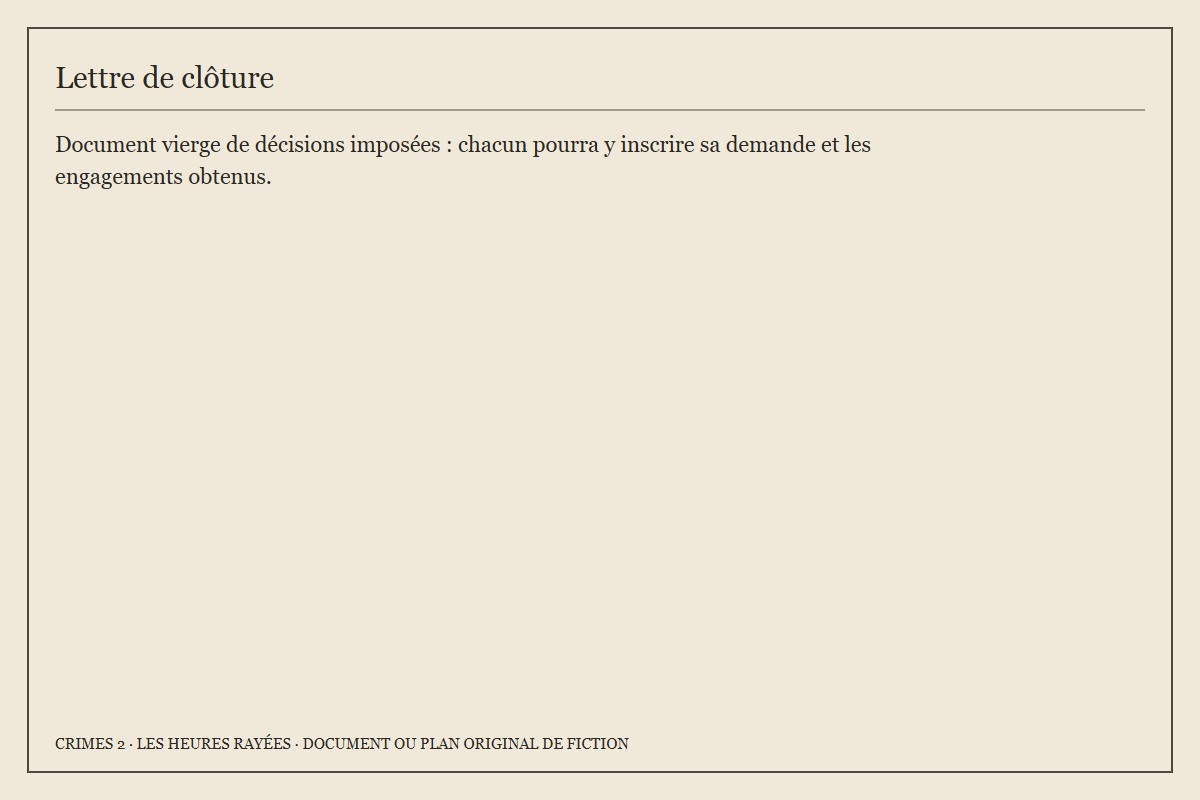 Lettre de clôture
Document vierge de décisions imposées : chacun pourra y inscrire sa demande et les
engagements obtenus.
CRIMES 2 · LES HEURES RAYÉES · DOCUMENT OU PLAN ORIGINAL DE FICTION